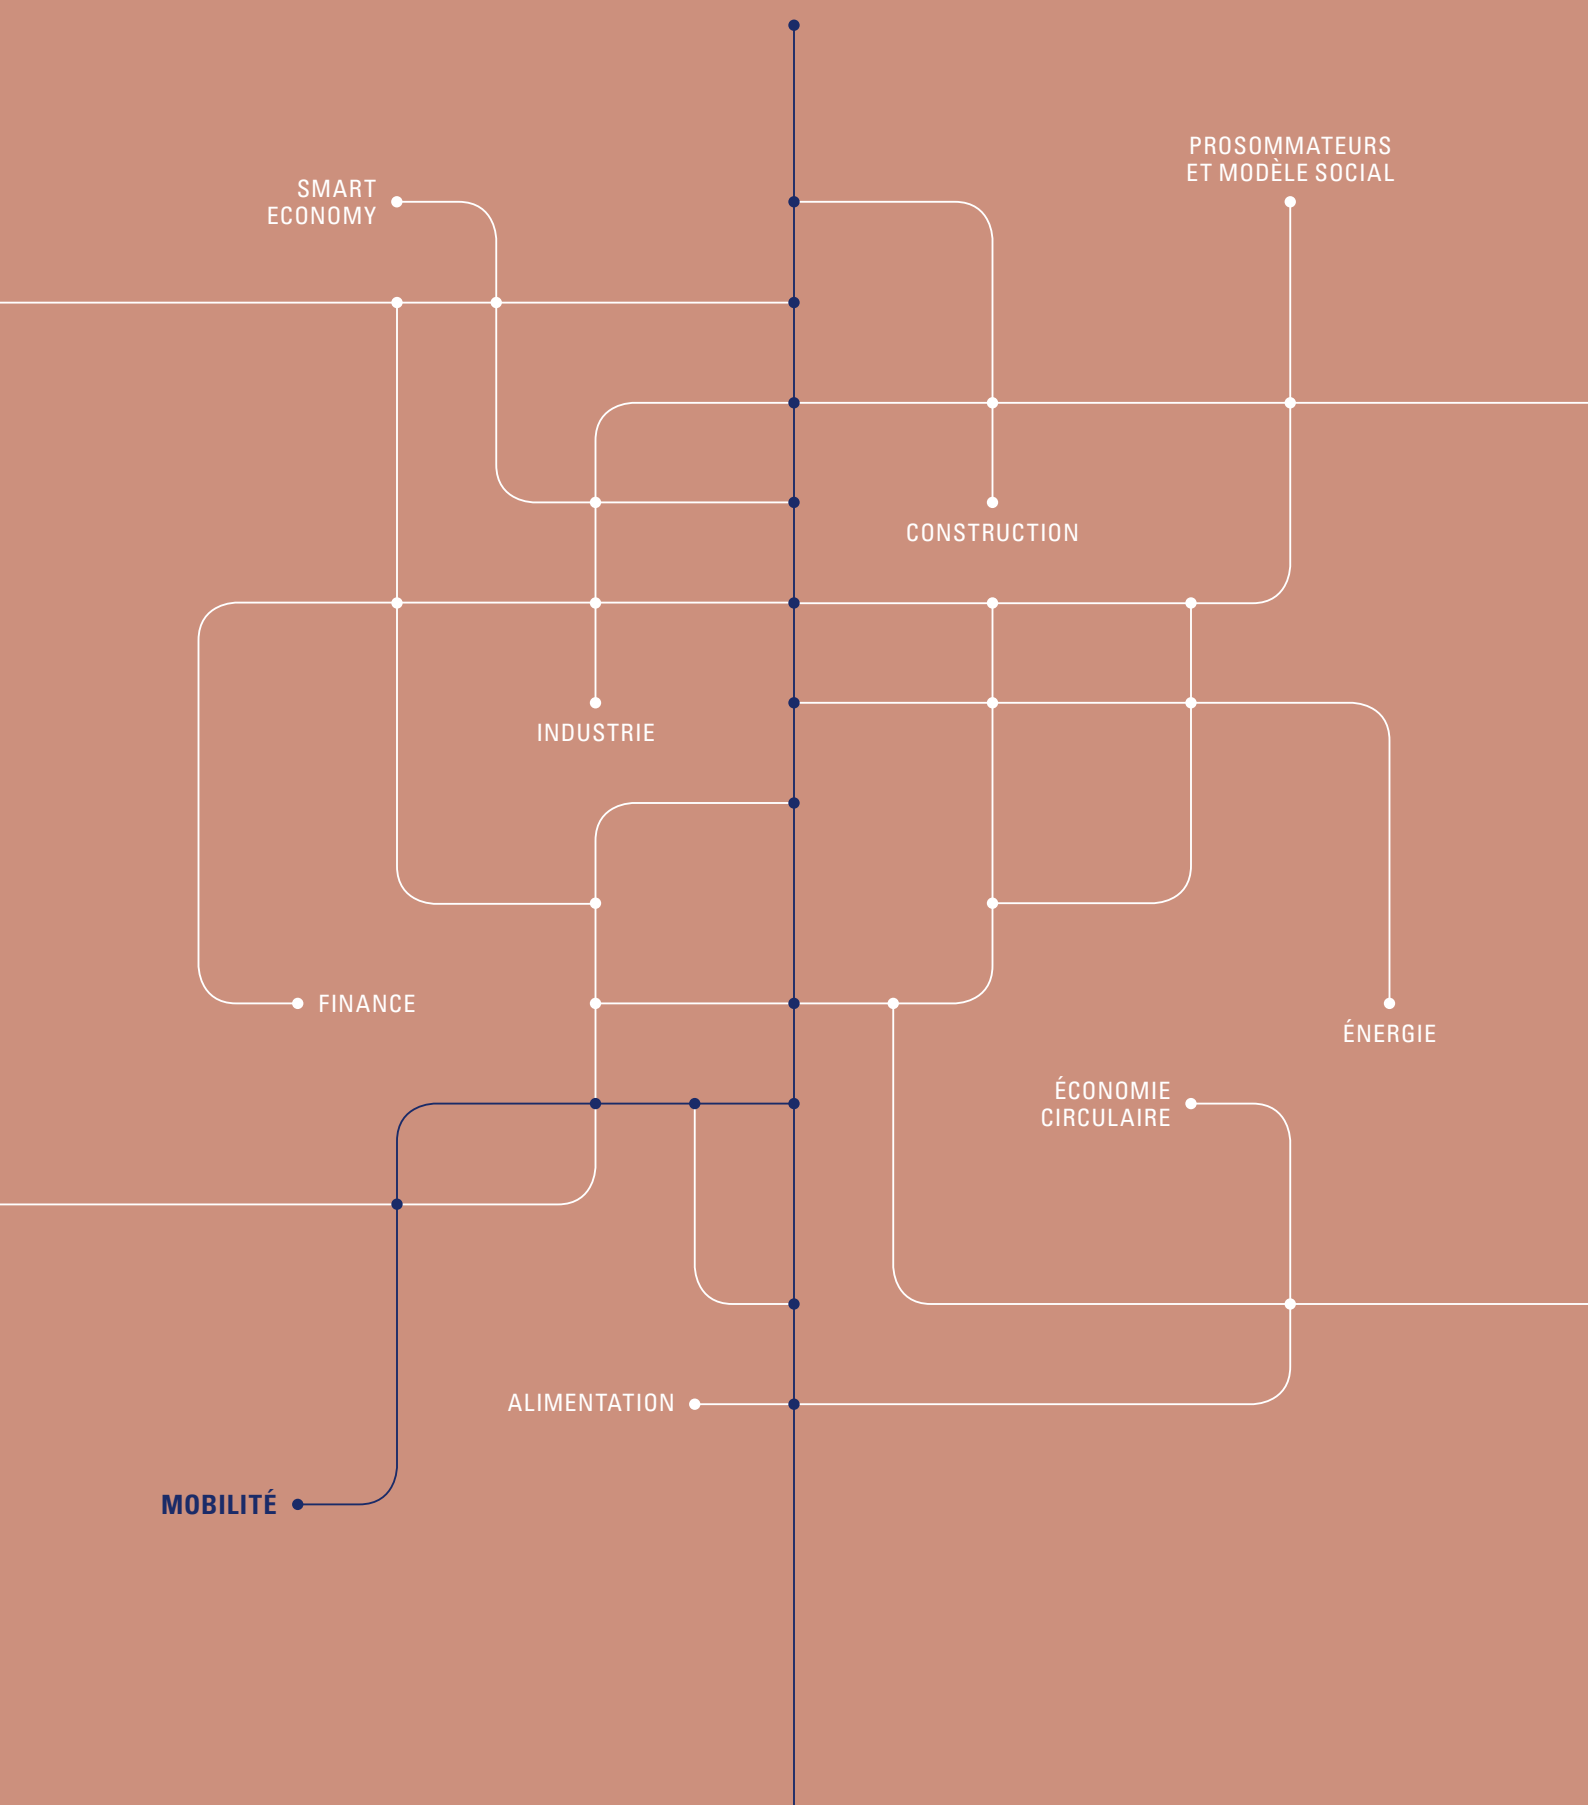 PROSOMMATEURS
ET MODÈLE SOCIAL
SMART
ECONOMY
CONSTRUCTION
INDUSTRIE
FINANCE
ÉNERGIE
ÉCONOMIE
CIRCULAIRE
ALIMENTATION
MOBILITÉ